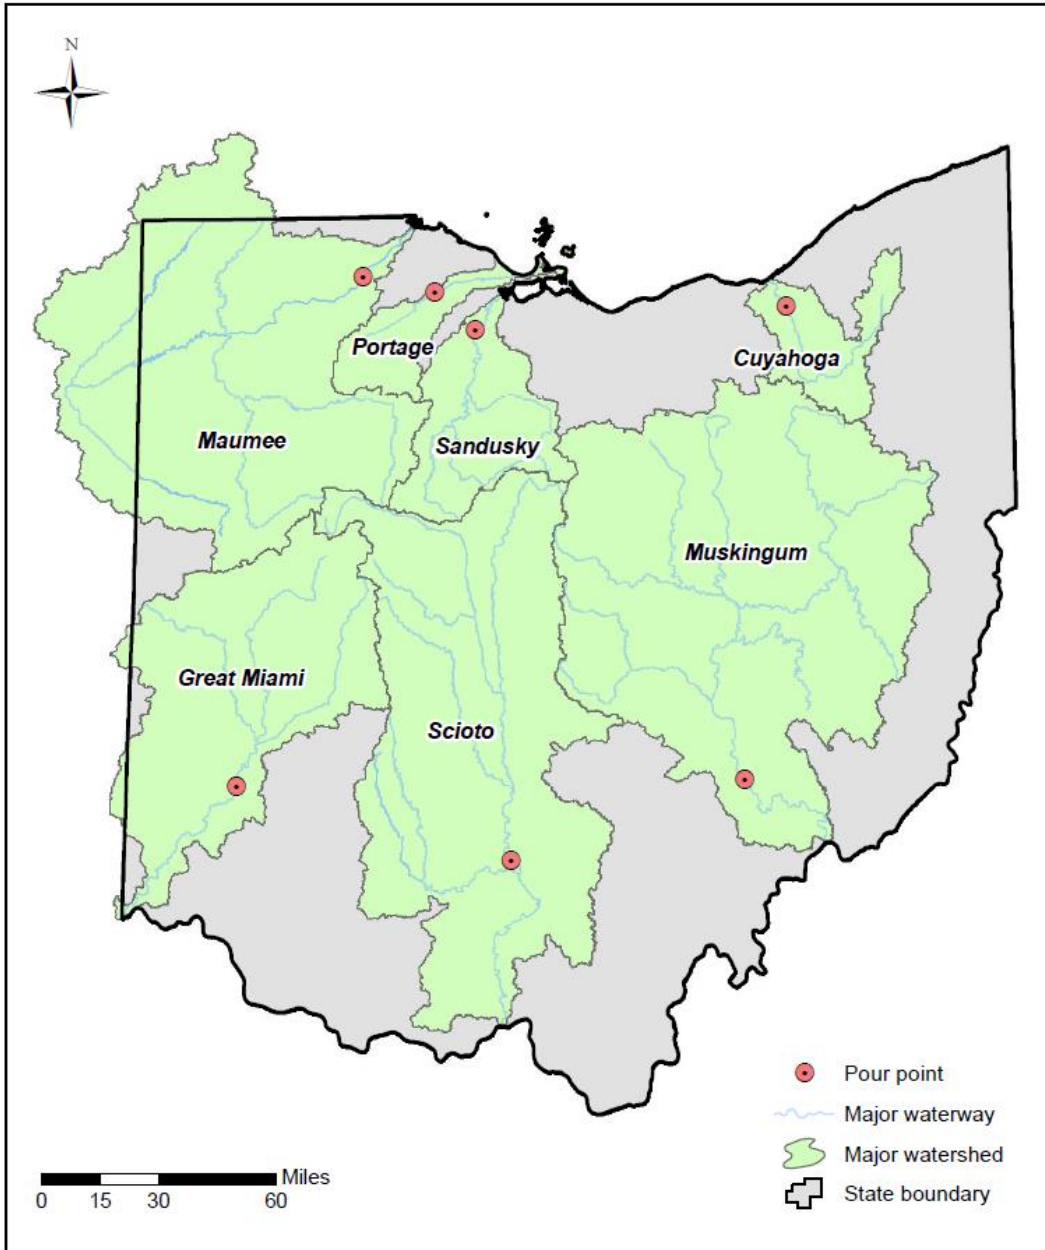 N
Portage
Cuyahoga
Maumee
Sandusky
Muskingum
Great Miami
Scioto
Pour point
Major waterway
Major watershed
State boundary
Miles
0 15 30 60